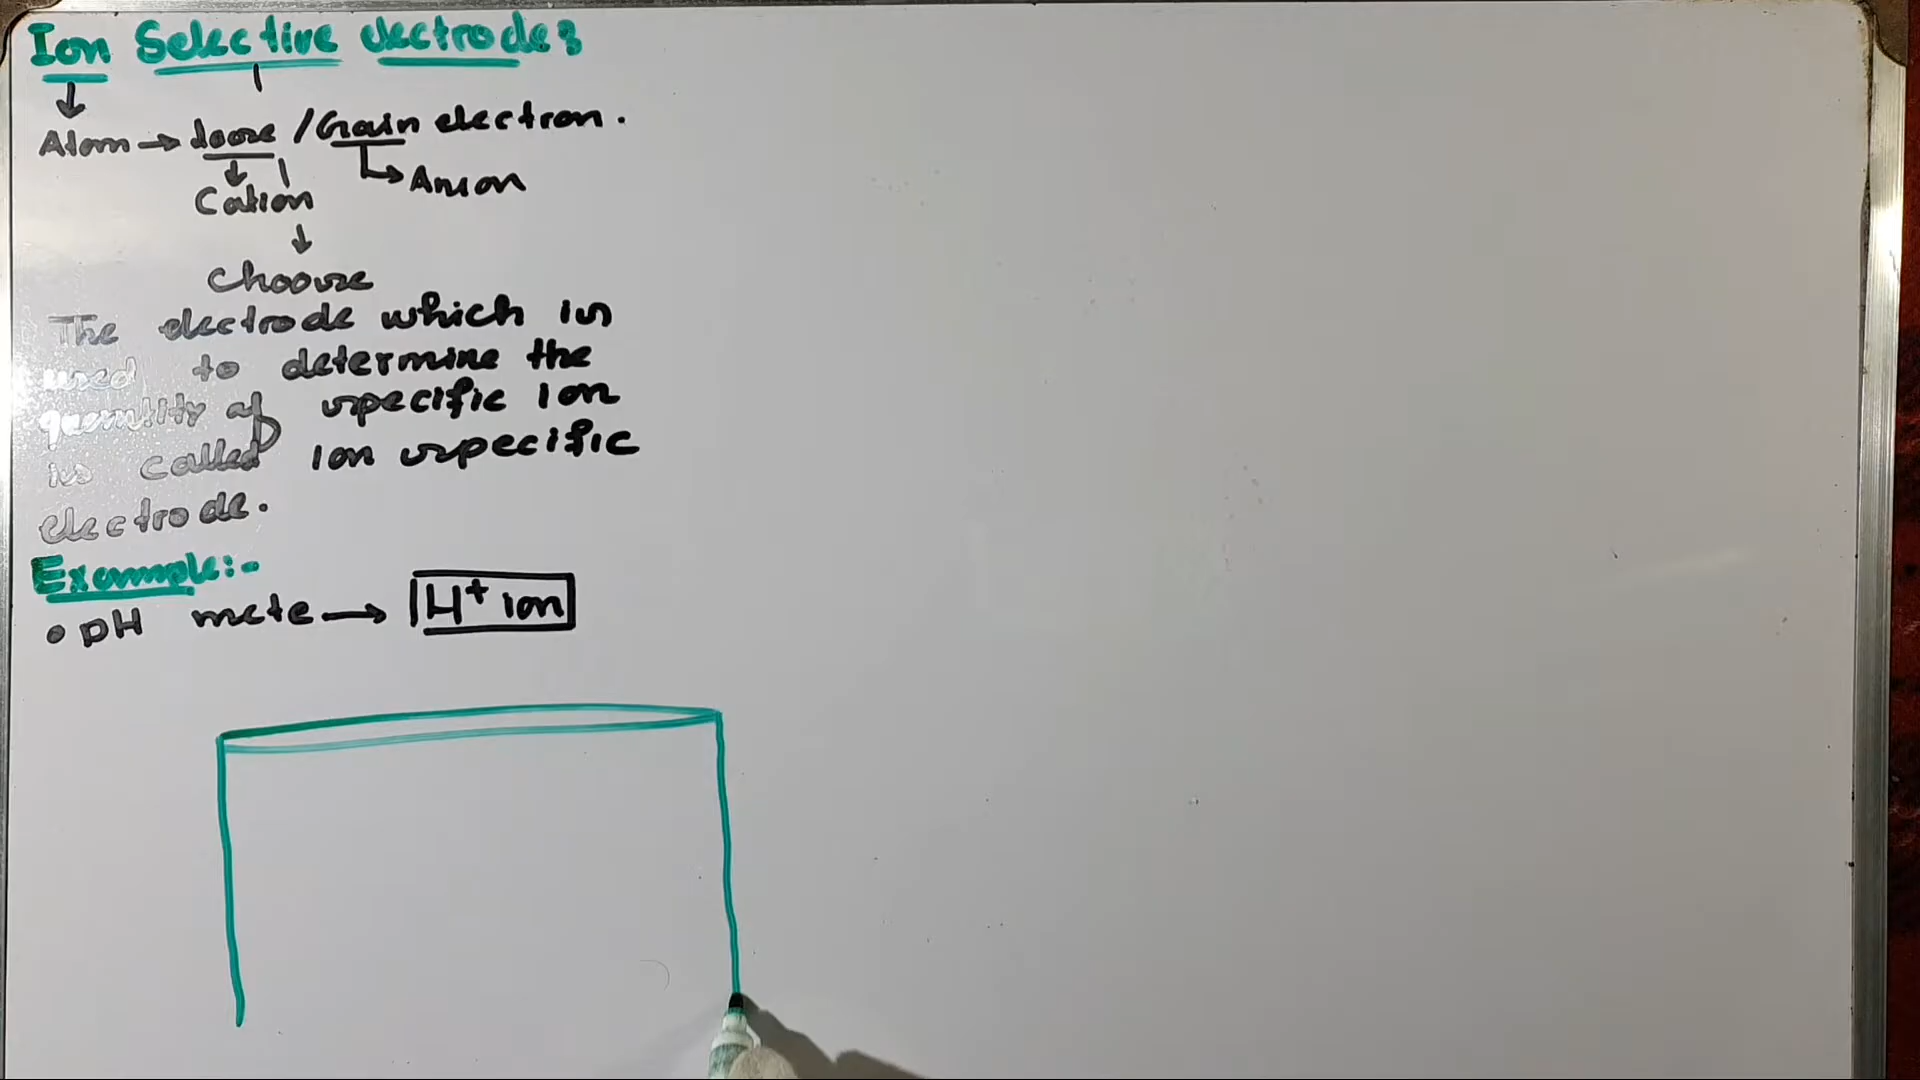 Ion Selective electrodes
Atom → loose / Gain electron.
Cation
Anion
Choose
The electrode which is
used to determine the
quantity of specific ion
is called ion specific
electrode.
Example:-
• pH mete → H+ ion